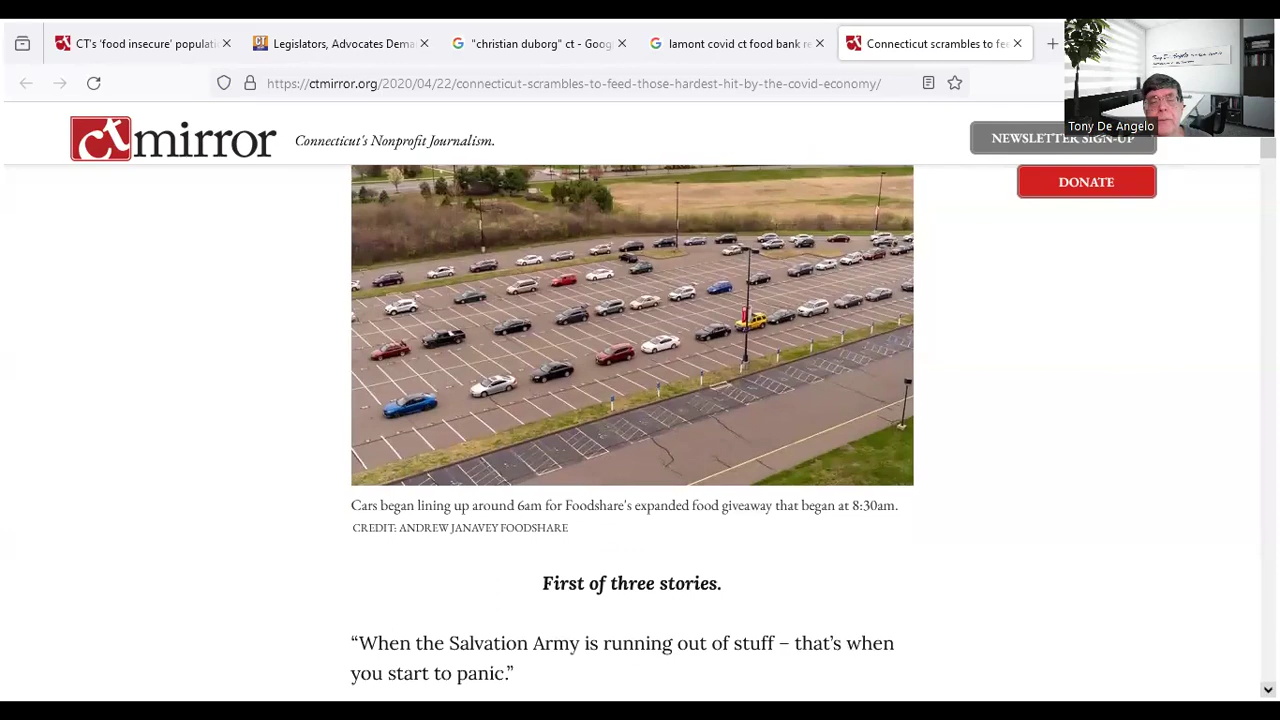 CT's 'food insecure' populati
Legislators, Advocates Dema
"christian duborg" ct - Goog
lamont covid ct food bank re
Connecticut scrambles to fee
https://ctmirror.org/2020/
connecticut-scrambles-to-feed-those-hardest-hit-by-the-covid-economy/
Tony De Angelo
ctmirror
Connecticut's Nonprofit Journalism.
NEWSLETTER SIGN-UP
DONATE
Cars began lining up around 6am for Foodshare's expanded food giveaway that began at 8:30am.
CREDIT: ANDREW JANAVEY FOODSHARE
First of three stories.
“When the Salvation Army is running out of stuff – that’s when
you start to panic.”